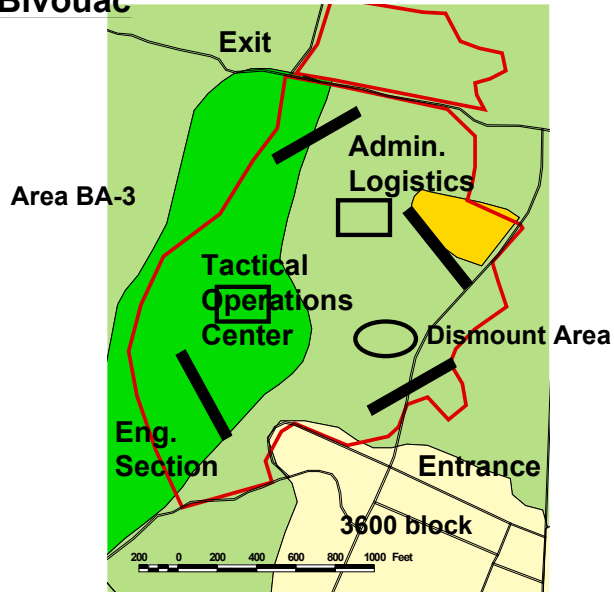 Bivouac
Exit
Admin.
Logistics
Area BA-3
Tactical
Operations
Center
Dismount Area
Eng.
Section
Entrance
3600 block
200 0 200 400 600 800 1000 Feet